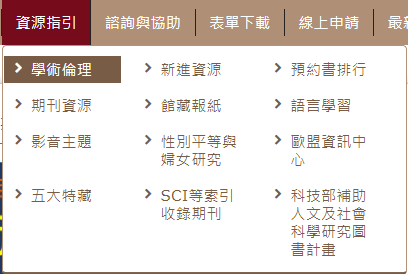 資源指引 諮詢與協助 表單下載 線上申請
學術倫理 新進資源 預約書排行
期刊資源 館藏報紙 語言學習
影音主題 性別平等與 歐盟資訊中
婦女研究 心
五大特藏 SCI等索引 科技部補助
收錄期刊 人文及社會
科學研究圖
書計畫